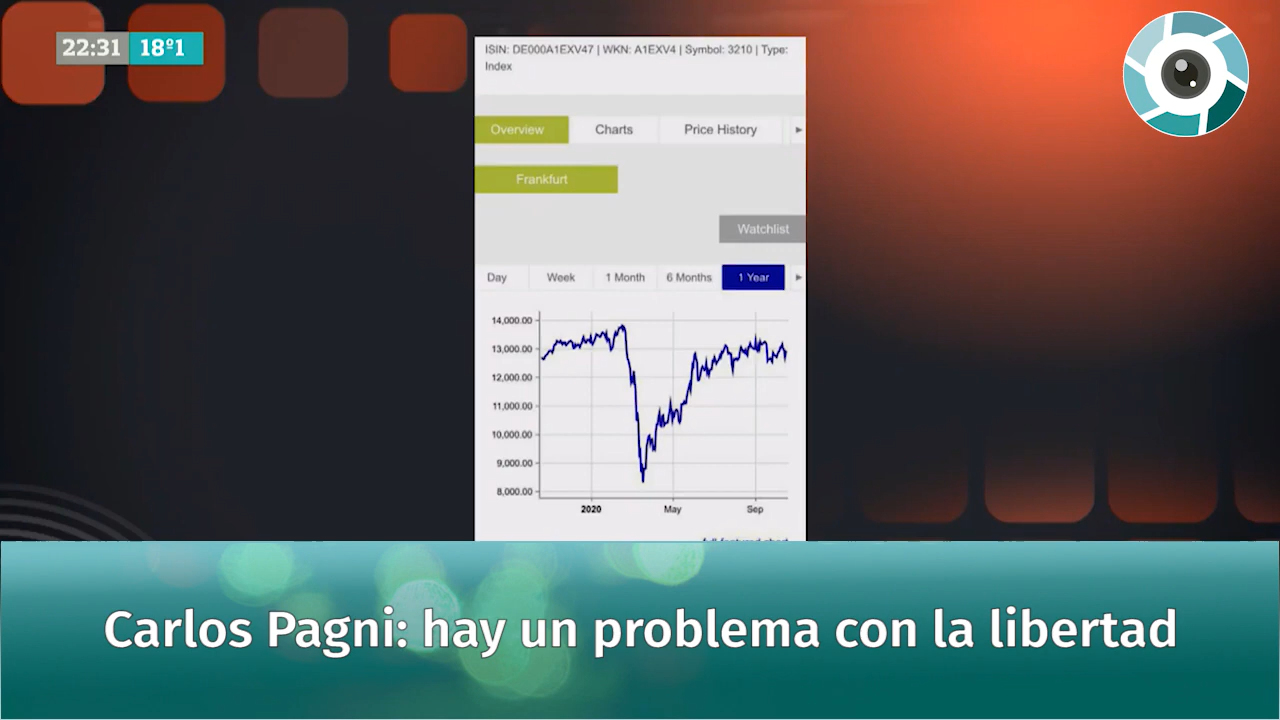 22:31 18º1
ISIN: DE000A1EXV47 | WKN: A1EXV4 | Symbol: 3210 | Type:
Index
Overview Charts Price History
Frankfurt
Watchlist
Day Week 1 Month 6 Months 1 Year
14,000.00
13,000.00
12,000.00
11,000.00
10,000.00
9,000.00
8,000.00
2020 May Sep
Carlos Pagni: hay un problema con la libertad